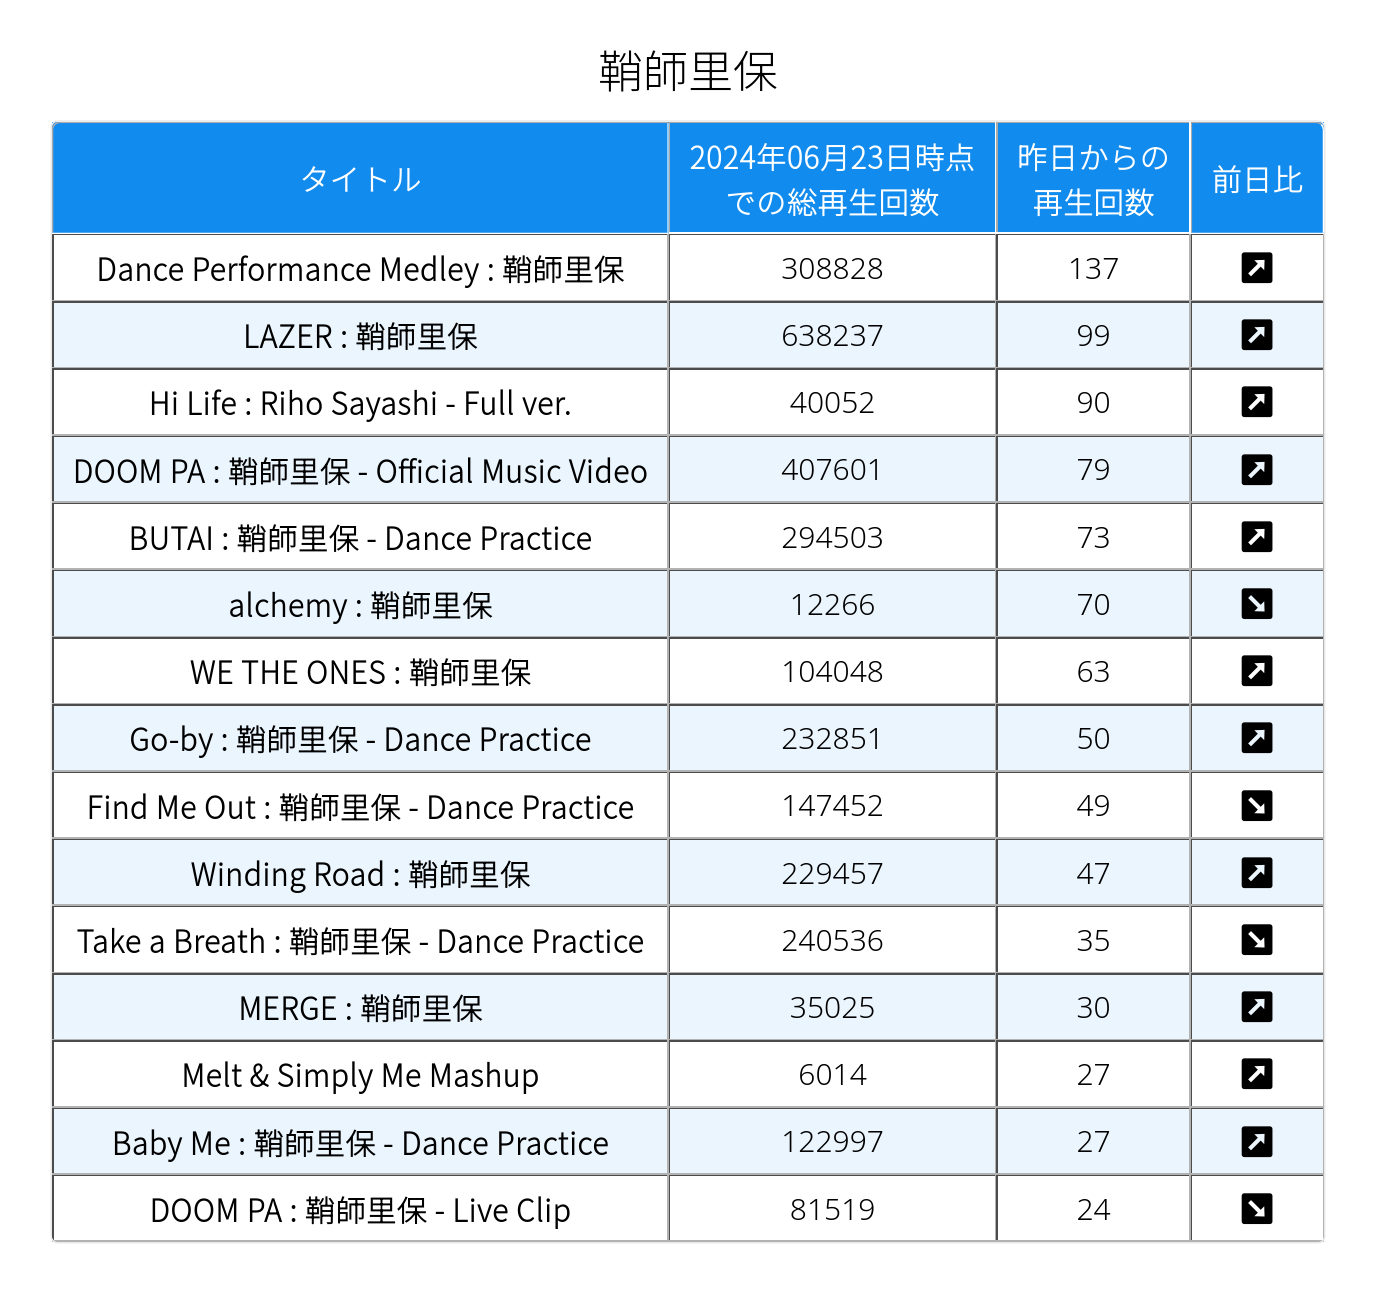 鞘師里保
タイトル
2024年06月23日時点
での総再生回数
昨日からの
再生回数
前日比
Dance Performance Medley : 鞘師里保 308828 137 ↗
LAZER : 鞘師里保 638237 99 ↗
Hi Life : Riho Sayashi - Full ver. 40052 90 ↗
DOOM PA : 鞘師里保 - Official Music Video 407601 79 ↗
BUTAI : 鞘師里保 - Dance Practice 294503 73 ↗
alchemy : 鞘師里保 12266 70 ↘
WE THE ONES : 鞘師里保 104048 63 ↗
Go-by : 鞘師里保 - Dance Practice 232851 50 ↗
Find Me Out : 鞘師里保 - Dance Practice 147452 49 ↘
Winding Road : 鞘師里保 229457 47 ↗
Take a Breath : 鞘師里保 - Dance Practice 240536 35 ↘
MERGE : 鞘師里保 35025 30 ↗
Melt & Simply Me Mashup 6014 27 ↗
Baby Me : 鞘師里保 - Dance Practice 122997 27 ↗
DOOM PA : 鞘師里保 - Live Clip 81519 24 ↘